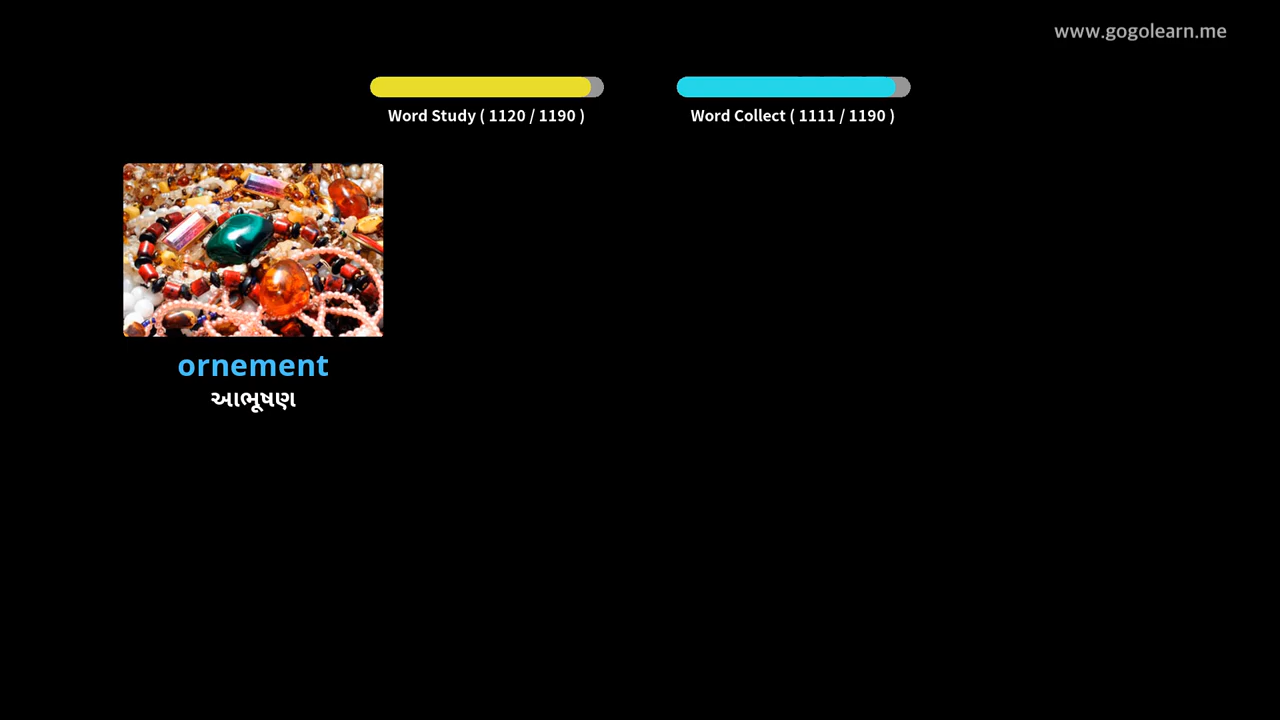 www.gogolearn.me
Word Study ( 1120 / 1190 )
Word Collect ( 1111 / 1190 )
ornement
આભૂષણ